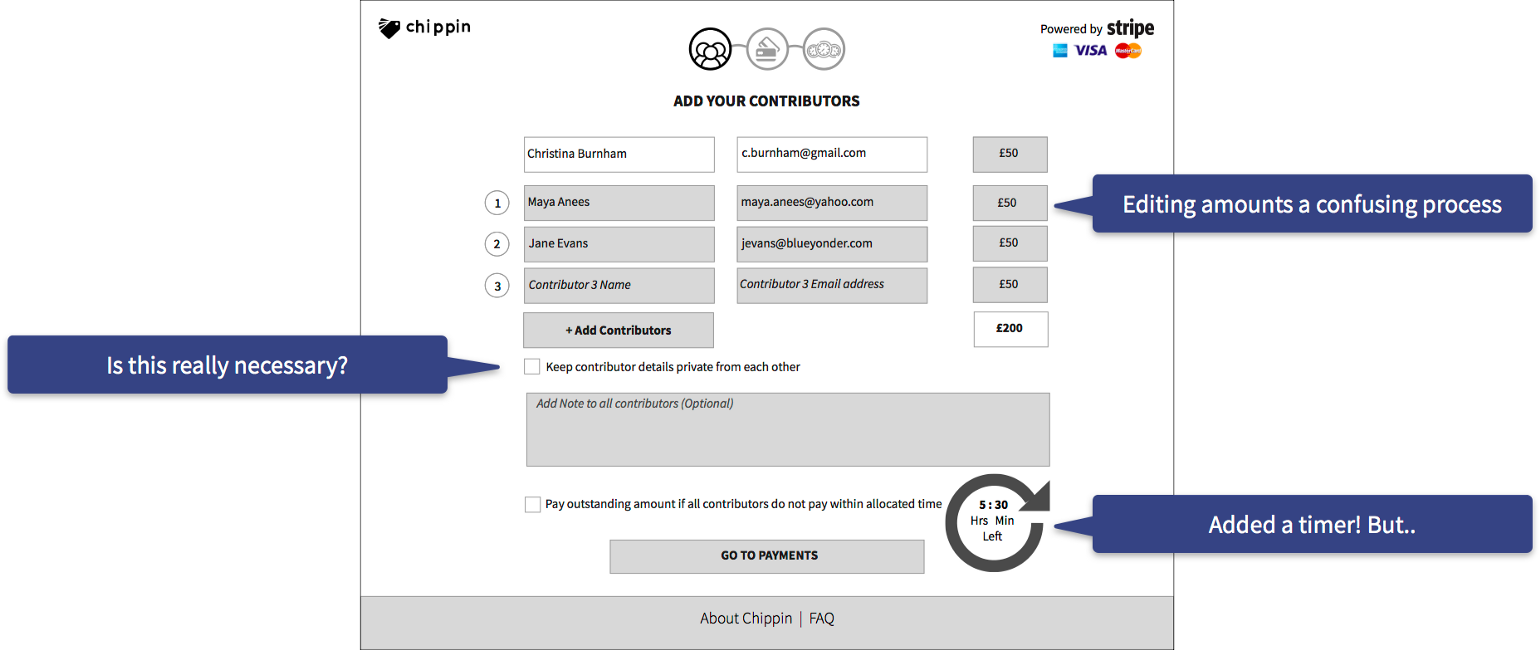 chippin
Powered by stripe
VISA MasterCard
ADD YOUR CONTRIBUTORS
Christina Burnham c.burnham@gmail.com £50
1 Maya Anees maya.anees@yahoo.com £50
Editing amounts a confusing process
2 Jane Evans jevans@blueyonder.com £50
3 Contributor 3 Name Contributor 3 Email address £50
+ Add Contributors £200
Is this really necessary?
Keep contributor details private from each other
Add Note to all contributors (Optional)
Pay outstanding amount if all contributors do not pay within allocated time
5 : 30
Hrs Min
Left
Added a timer! But..
GO TO PAYMENTS
About Chippin | FAQ